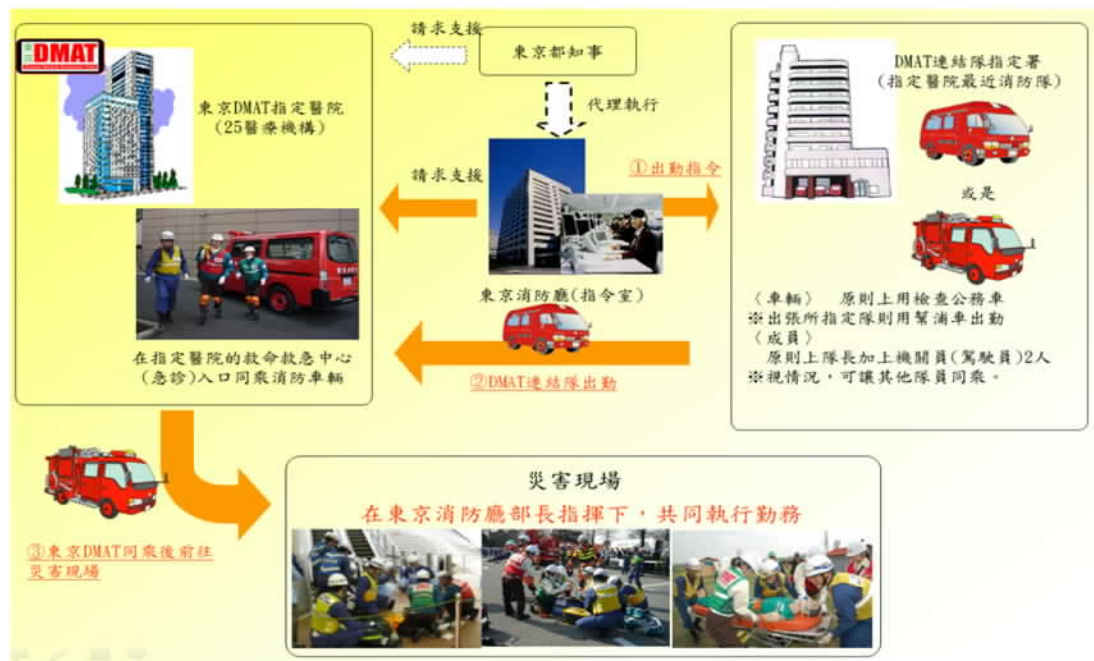 DMAT
東京DMAT指定醫院
(25醫療機構)
在指定醫院的救命救急中心
(急診)入口同乘消防車輛
請求支援
東京都知事
代理執行
請求支援
①出勤指令
東京消防廳(指令室)
②DMAT連結隊出勤
DMAT連結隊指定署
(指定醫院最近消防隊)
或是
〈車輛〉 原則上用檢查公務車
※出張所指定隊則用幫浦車出勤
〈成員〉
原則上隊長加上機關員(駕駛員)2人
※視情況,可讓其他隊員同乘。
③東京DMAT同乘後前往
災害現場
災害現場
在東京消防廳部長指揮下,共同執行勤務